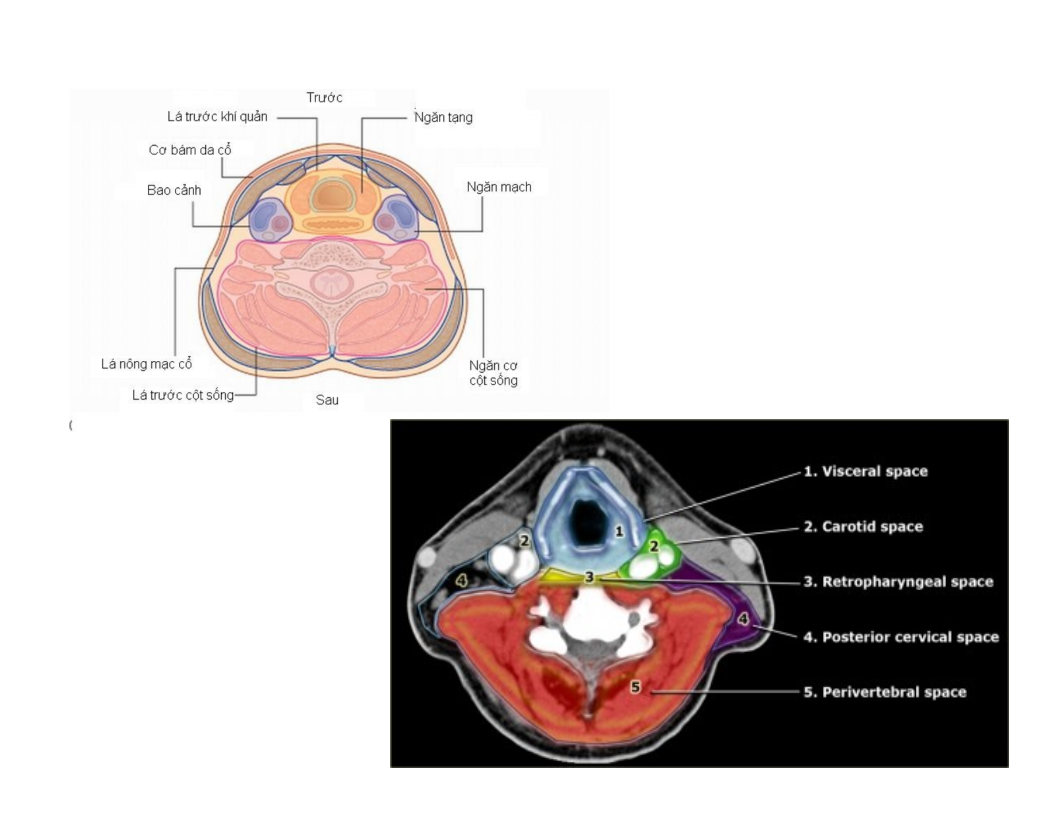 Trước
Lá trước khí quản
Ngăn tạng
Cơ bám da cổ
Bao cảnh
Ngăn mạch
Lá nông mạc cổ
Ngăn cơ
cột sống
Lá trước cột sống
Sau
(
1. Visceral space
1
2. Carotid space
2
2
3
3. Retropharyngeal space
4
4
4. Posterior cervical space
5
5. Perivertebral space